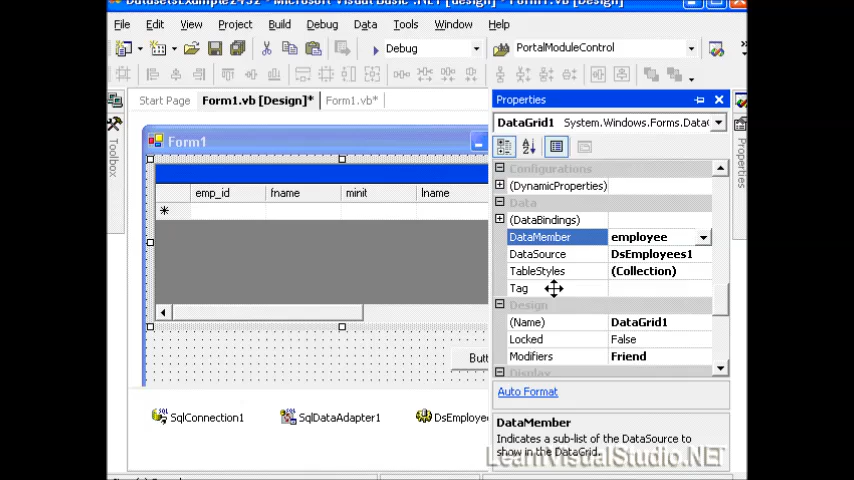 DatasetsExample2432 - Microsoft Visual Basic .NET [design] - Form1.vb [Design]
File Edit View Project Build Debug Data Tools Window Help
Debug PortalModuleControl
Start Page Form1.vb [Design]* Form1.vb*
Toolbox
Form1
emp_id fname minit lname
*
Butt
SqlConnection1 SqlDataAdapter1 DsEmployee
Properties
DataGrid1 System.Windows.Forms.DataG
Configurations
(DynamicProperties)
Data
(DataBindings)
DataMember employee
DataSource DsEmployees1
TableStyles (Collection)
Tag
Design
(Name) DataGrid1
Locked False
Modifiers Friend
Display
Auto Format
DataMember
Indicates a sub-list of the DataSource to
show in the DataGrid.
LearnVisualStudio.NET
Properties